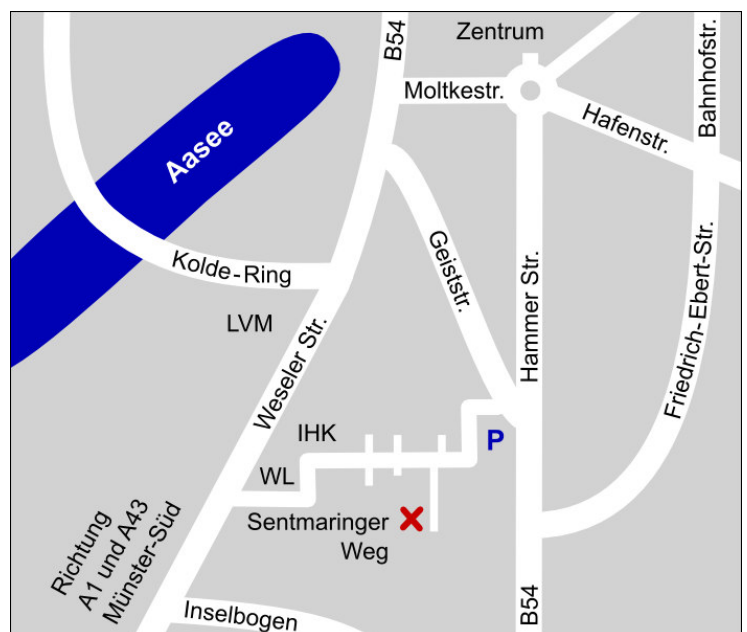 Zentrum
B54
Bahnhofstr.
Moltkestr.
Hafenstr.
Aasee
Kolde-Ring
Geiststr.
Hammer Str.
Friedrich-Ebert-Str.
LVM
Weseler Str.
IHK
P
WL
Sentmaringer
Weg
Richtung
A1 und A43
Münster-Süd
Inselbogen
B54